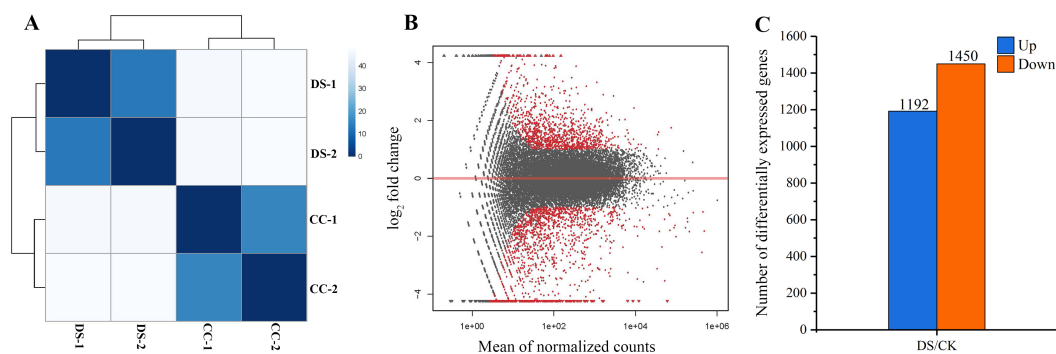 A
40
30
20
10
0
DS-1
DS-2
CC-1
CC-2
DS-1
DS-2
CC-1
CC-2
B
log2 fold change
4
2
0
−2
−4
1e+00
1e+02
1e+04
1e+06
Mean of normalized counts
C
Number of differentially expressed genes
1600
1400
1200
1000
800
600
400
200
0
1192
1450
Up
Down
DS/CK